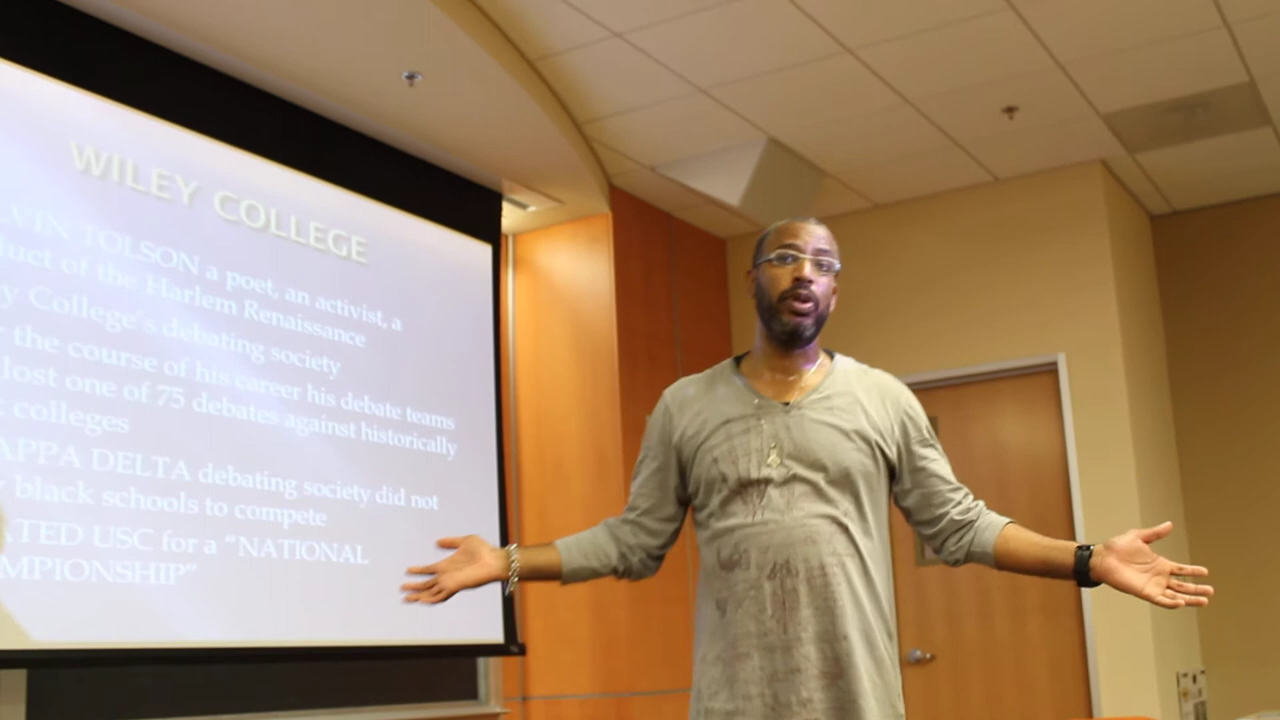 WILEY COLLEGE
VIN TOLSON a poet, an activist, a
uct of the Harlem Renaissance
y College's debating society
the course of his career his debate teams
lost one of 75 debates against historically
colleges
APPA DELTA debating society did not
black schools to compete
ATED USC for a "NATIONAL
MPIONSHIP"